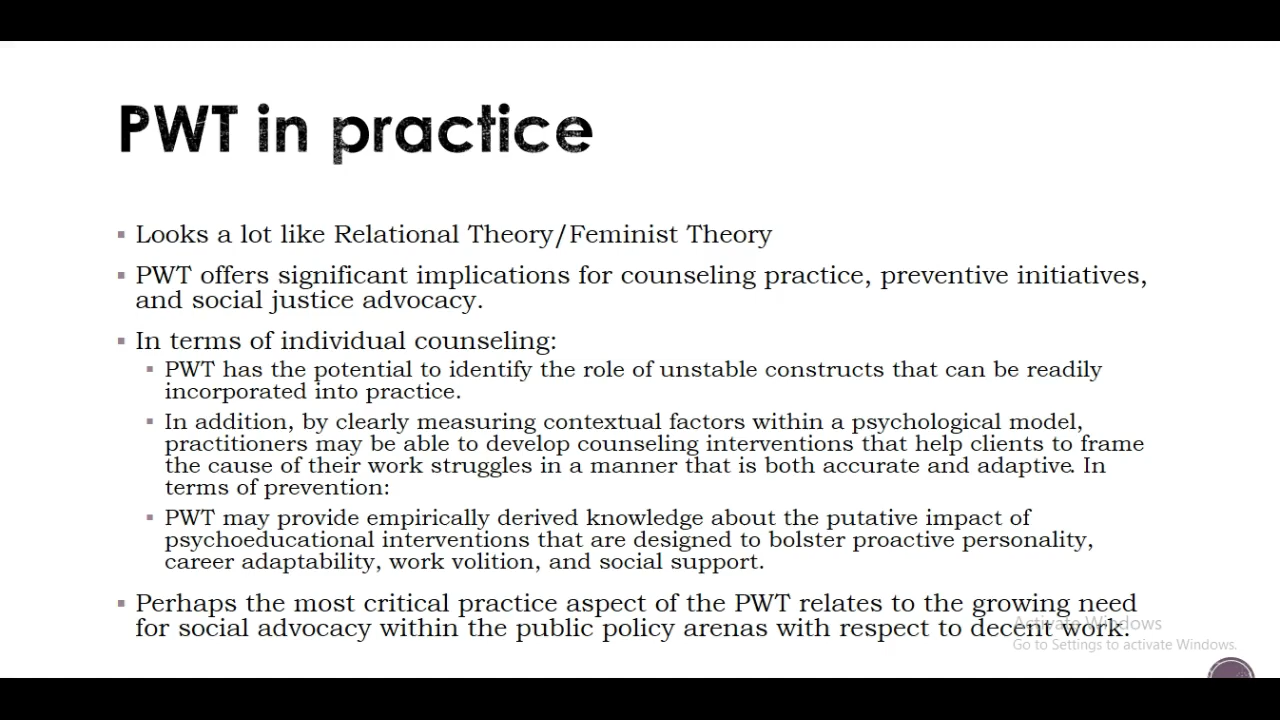 PWT in practice
▪ Looks a lot like Relational Theory/Feminist Theory
▪ PWT offers significant implications for counseling practice, preventive initiatives,
and social justice advocacy.
▪ In terms of individual counseling:
▪ PWT has the potential to identify the role of unstable constructs that can be readily
incorporated into practice.
▪ In addition, by clearly measuring contextual factors within a psychological model,
practitioners may be able to develop counseling interventions that help clients to frame
the cause of their work struggles in a manner that is both accurate and adaptive. In
terms of prevention:
▪ PWT may provide empirically derived knowledge about the putative impact of
psychoeducational interventions that are designed to bolster proactive personality,
career adaptability, work volition, and social support.
▪ Perhaps the most critical practice aspect of the PWT relates to the growing need
for social advocacy within the public policy arenas with respect to decent work.
Activate Windows
Go to Settings to activate Windows.